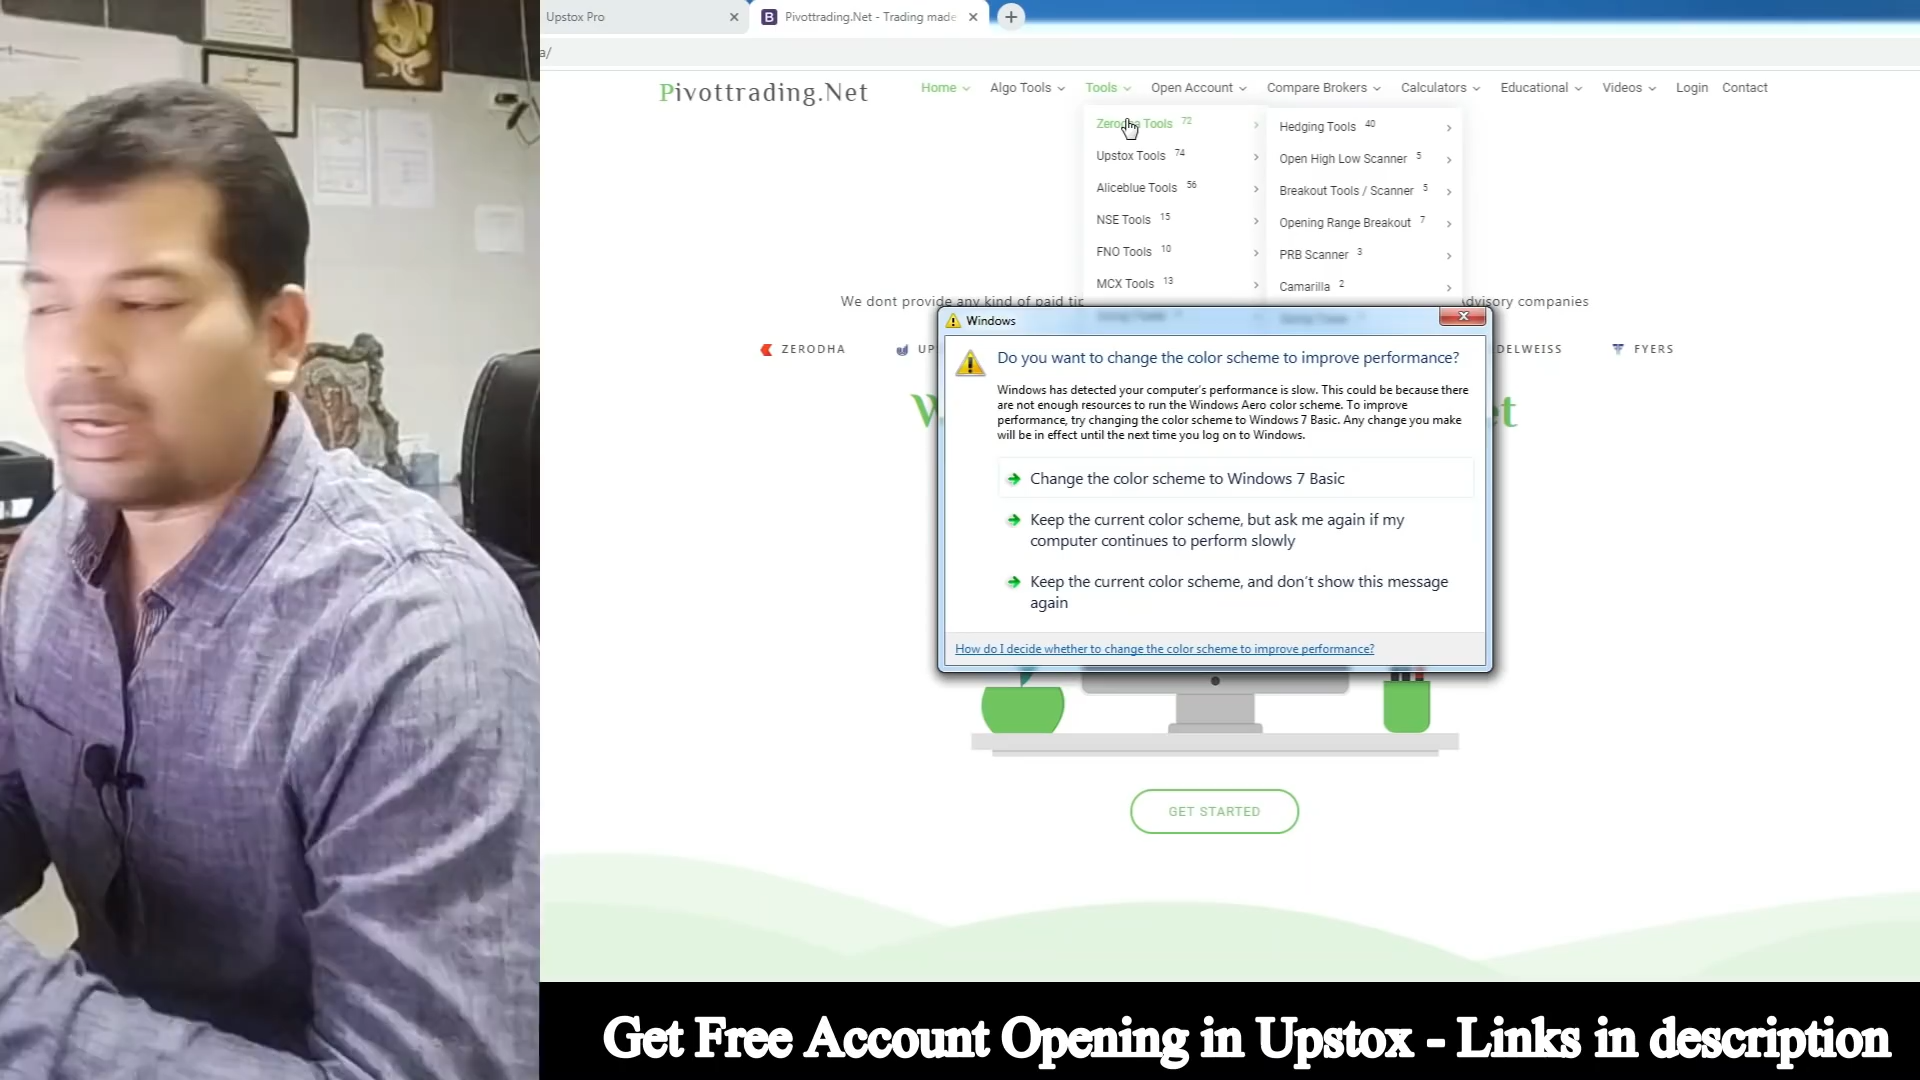 Upstox Pro
Pivottrading.Net - Trading made
a/
Pivottrading.Net
Home
Algo Tools
Tools
Open Account
Compare Brokers
Calculators
Educational
Videos
Login
Contact
Zerodha Tools 72
Upstox Tools 74
Aliceblue Tools 56
NSE Tools 15
FNO Tools 10
MCX Tools 13
Hedging Tools 40
Open High Low Scanner 5
Breakout Tools / Scanner 5
Opening Range Breakout 7
PRB Scanner 3
Camarilla 2
We dont provide any kind of paid
dvisory companies
ZERODHA
UP
DELWEISS
FYERS
Windows
Do you want to change the color scheme to improve performance?
Windows has detected your computer's performance is slow. This could be because there
are not enough resources to run the Windows Aero color scheme. To improve
performance, try changing the color scheme to Windows 7 Basic. Any change you make
will be in effect until the next time you log on to Windows.
Change the color scheme to Windows 7 Basic
Keep the current color scheme, but ask me again if my
computer continues to perform slowly
Keep the current color scheme, and don't show this message
again
How do I decide whether to change the color scheme to improve performance?
GET STARTED
Get Free Account Opening in Upstox - Links in description